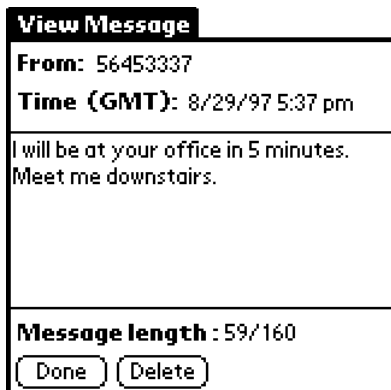 View Message
From: 56453337
Time (GMT): 8/29/97 5:37 pm
I will be at your office in 5 minutes.
Meet me downstairs.
Message length : 59/160
Done Delete